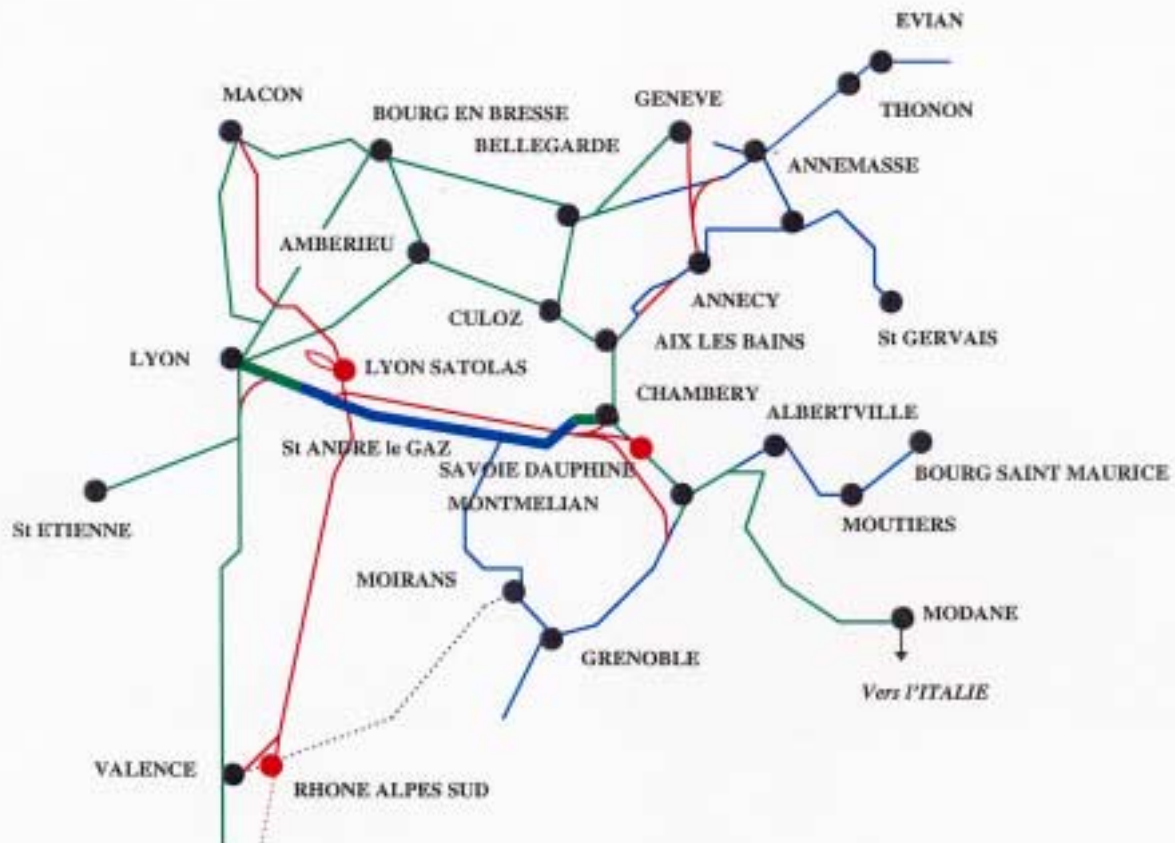 EVIAN
MACON
GENEVE
BOURG EN BRESSE
THONON
BELLEGARDE
ANNEMASSE
AMBERIEU
ANNECY
CULOZ
St GERVAIS
AIX LES BAINS
LYON
LYON SATOLAS
CHAMBERY
ALBERTVILLE
St ANDRE le GAZ
SAVOIE DAUPHINE
BOURG SAINT MAURICE
MONTMELIAN
MOUTIERS
St ETIENNE
MOIRANS
MODANE
GRENOBLE
Vers l'ITALIE
VALENCE
RHONE ALPES SUD